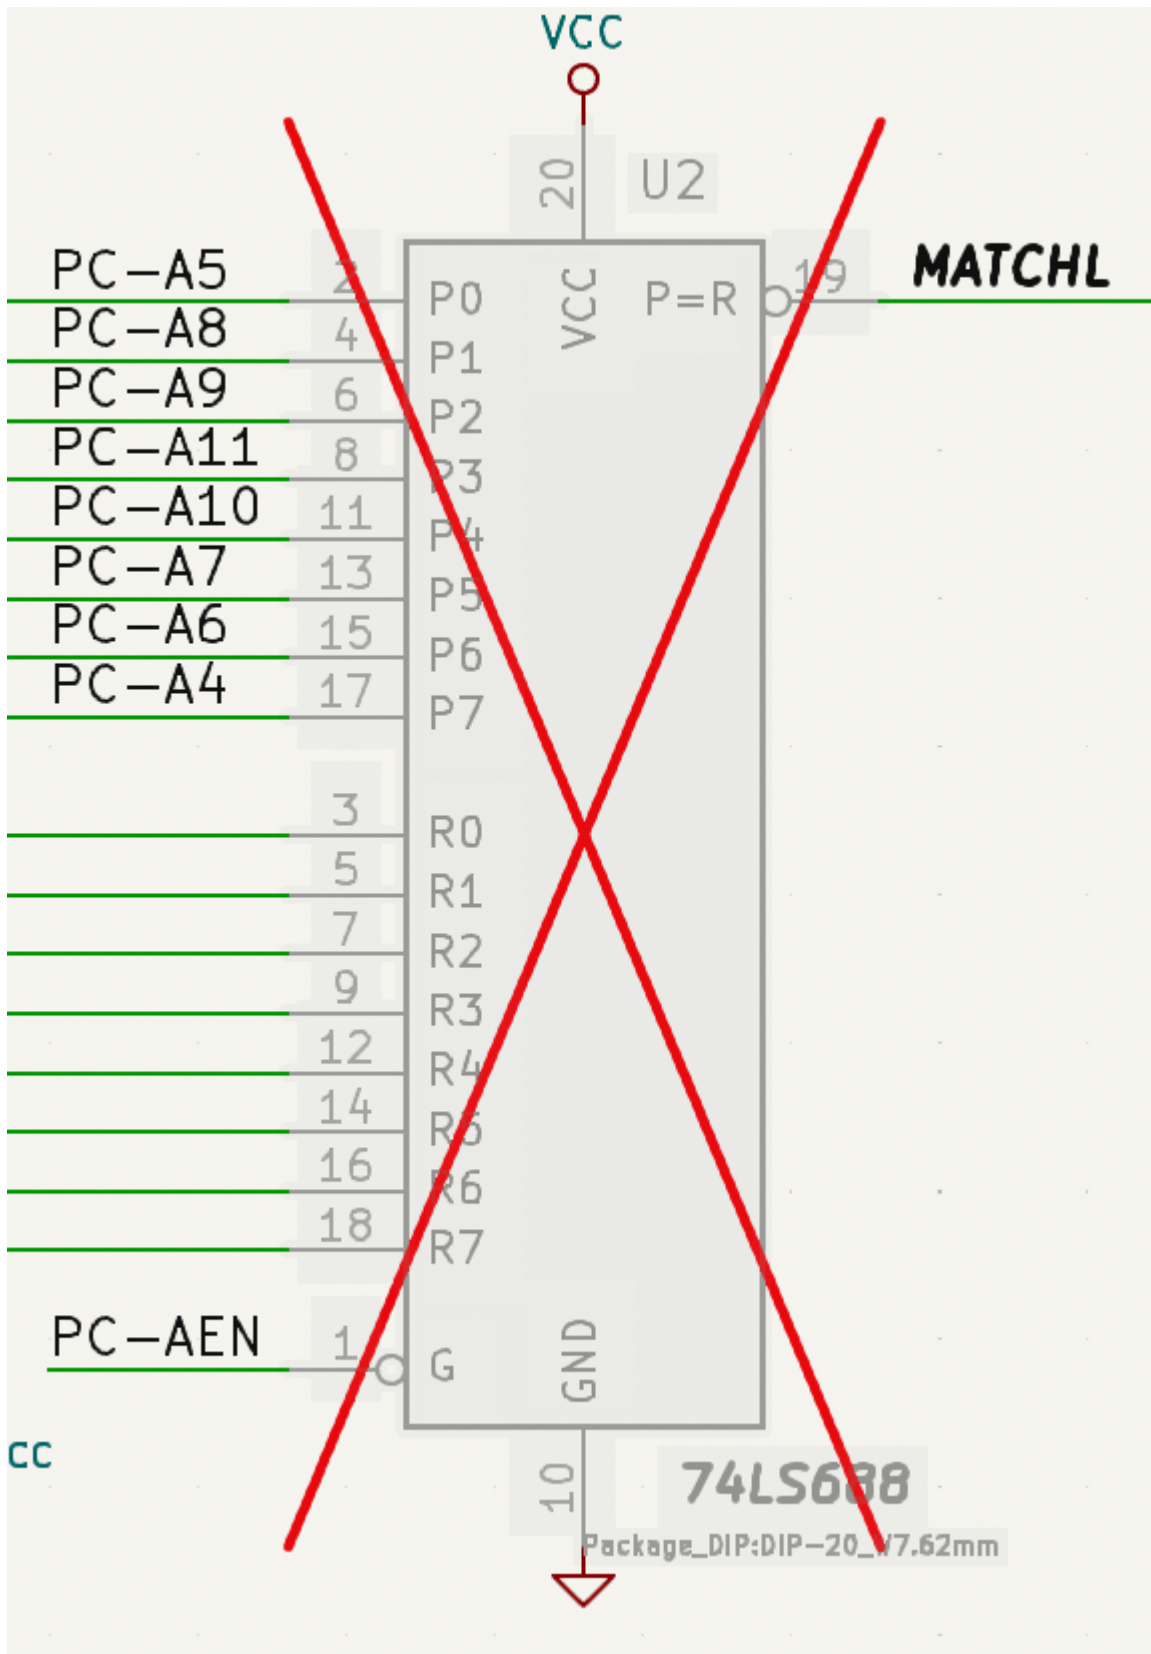 VCC
20
U2
PC-A5
2
P0
VCC
P=R
19
MATCHL
PC-A8
4
P1
PC-A9
6
P2
PC-A11
8
P3
PC-A10
11
P4
PC-A7
13
P5
PC-A6
15
P6
PC-A4
17
P7
3
R0
5
R1
7
R2
9
R3
12
R4
14
R5
16
R6
18
R7
PC-AEN
1
G
GND
CC
10
74LS688
Package_DIP:DIP-20_W7.62mm